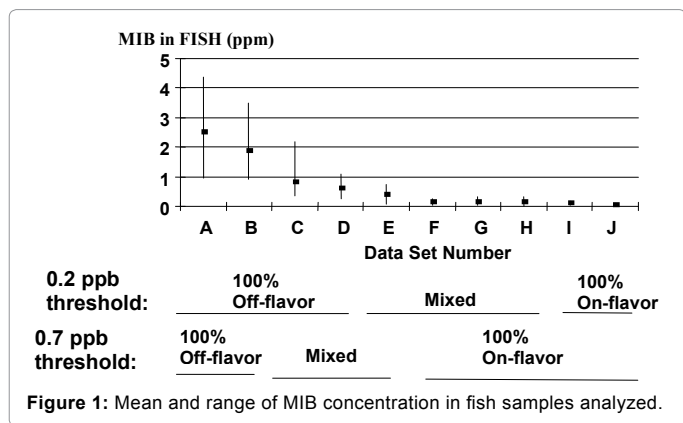 MIB in FISH (ppm)
5
4
3
2
1
0
A B C D E F G H I J
Data Set Number
0.2 ppb threshold:
100% Off-flavor
Mixed
100% On-flavor
0.7 ppb threshold:
100% Off-flavor
Mixed
100% On-flavor
Figure 1: Mean and range of MIB concentration in fish samples analyzed.